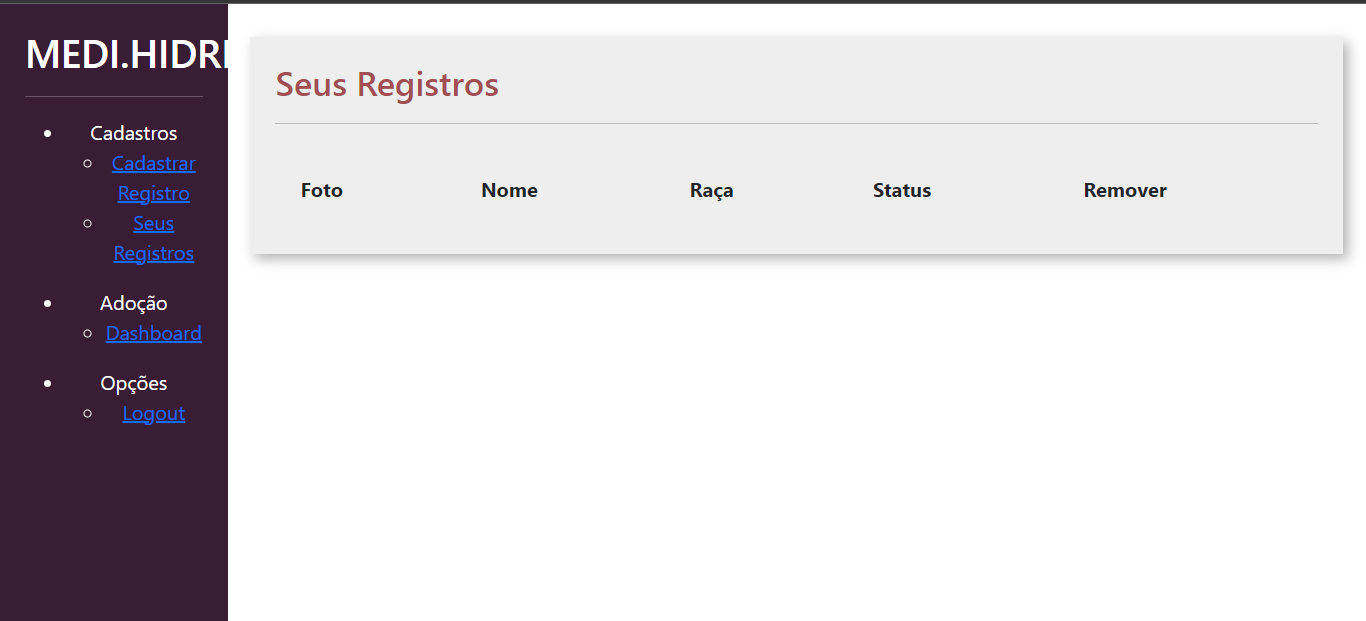 MEDI.HIDRI
Cadastros
Cadastrar
Registro
Seus
Registros
Adoção
Dashboard
Opções
Logout
Seus Registros
Foto Nome Raça Status Remover